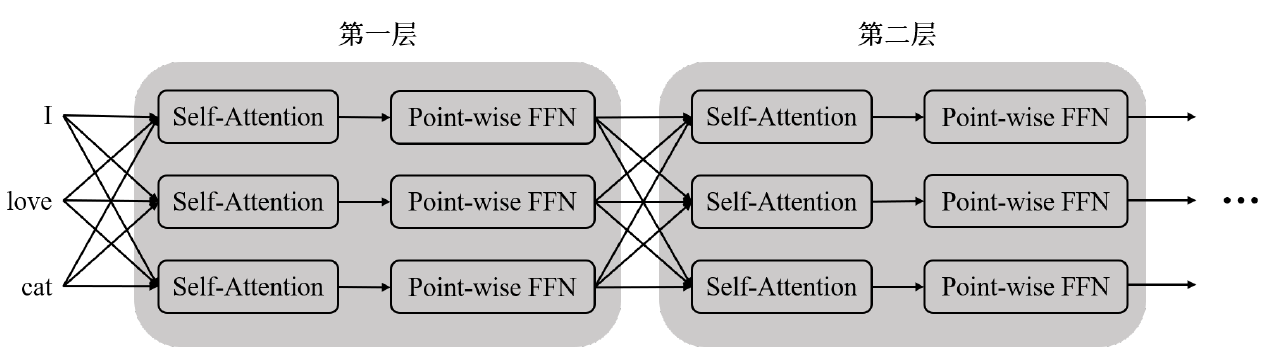 第一层 第二层
I Self-Attention Point-wise FFN Self-Attention Point-wise FFN
love Self-Attention Point-wise FFN Self-Attention Point-wise FFN …
cat Self-Attention Point-wise FFN Self-Attention Point-wise FFN